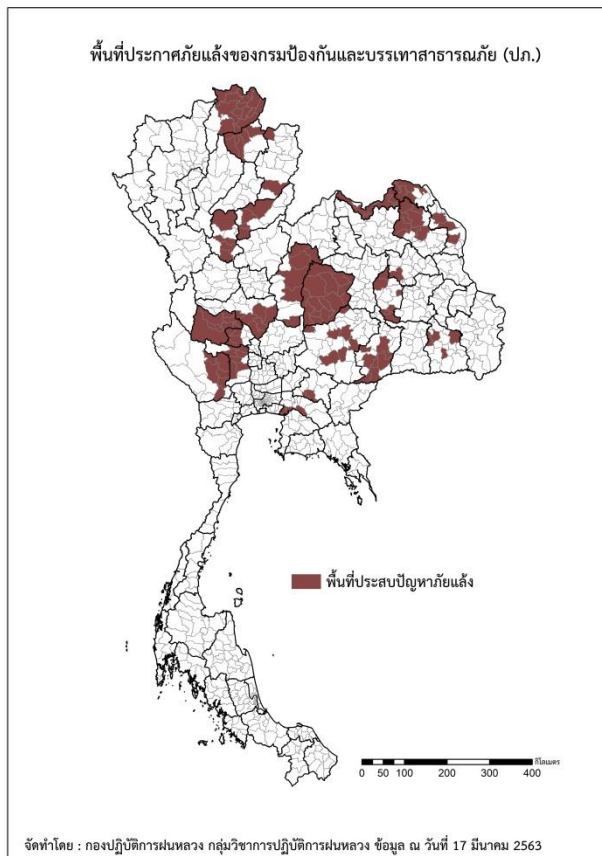 พื้นที่ประกาศภัยแล้งของกรมป้องกันและบรรเทาสาธารณภัย (ปภ.)
พื้นที่ประสบปัญหาภัยแล้ง
กิโลเมตร
0 50 100 200 300 400
จัดทำโดย : กองปฏิบัติการฝนหลวง กลุ่มวิชาการปฏิบัติการฝนหลวง ข้อมูล ณ วันที่ 17 มีนาคม 2563